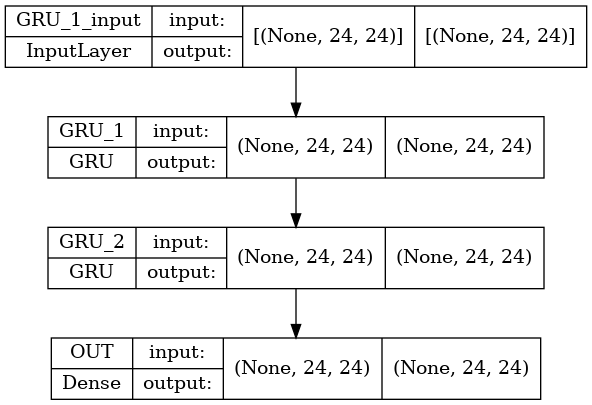 GRU_1_input input: [(None, 24, 24)] [(None, 24, 24)]
InputLayer output:
GRU_1 input: (None, 24, 24) (None, 24, 24)
GRU output:
GRU_2 input: (None, 24, 24) (None, 24, 24)
GRU output:
OUT input: (None, 24, 24) (None, 24, 24)
Dense output: